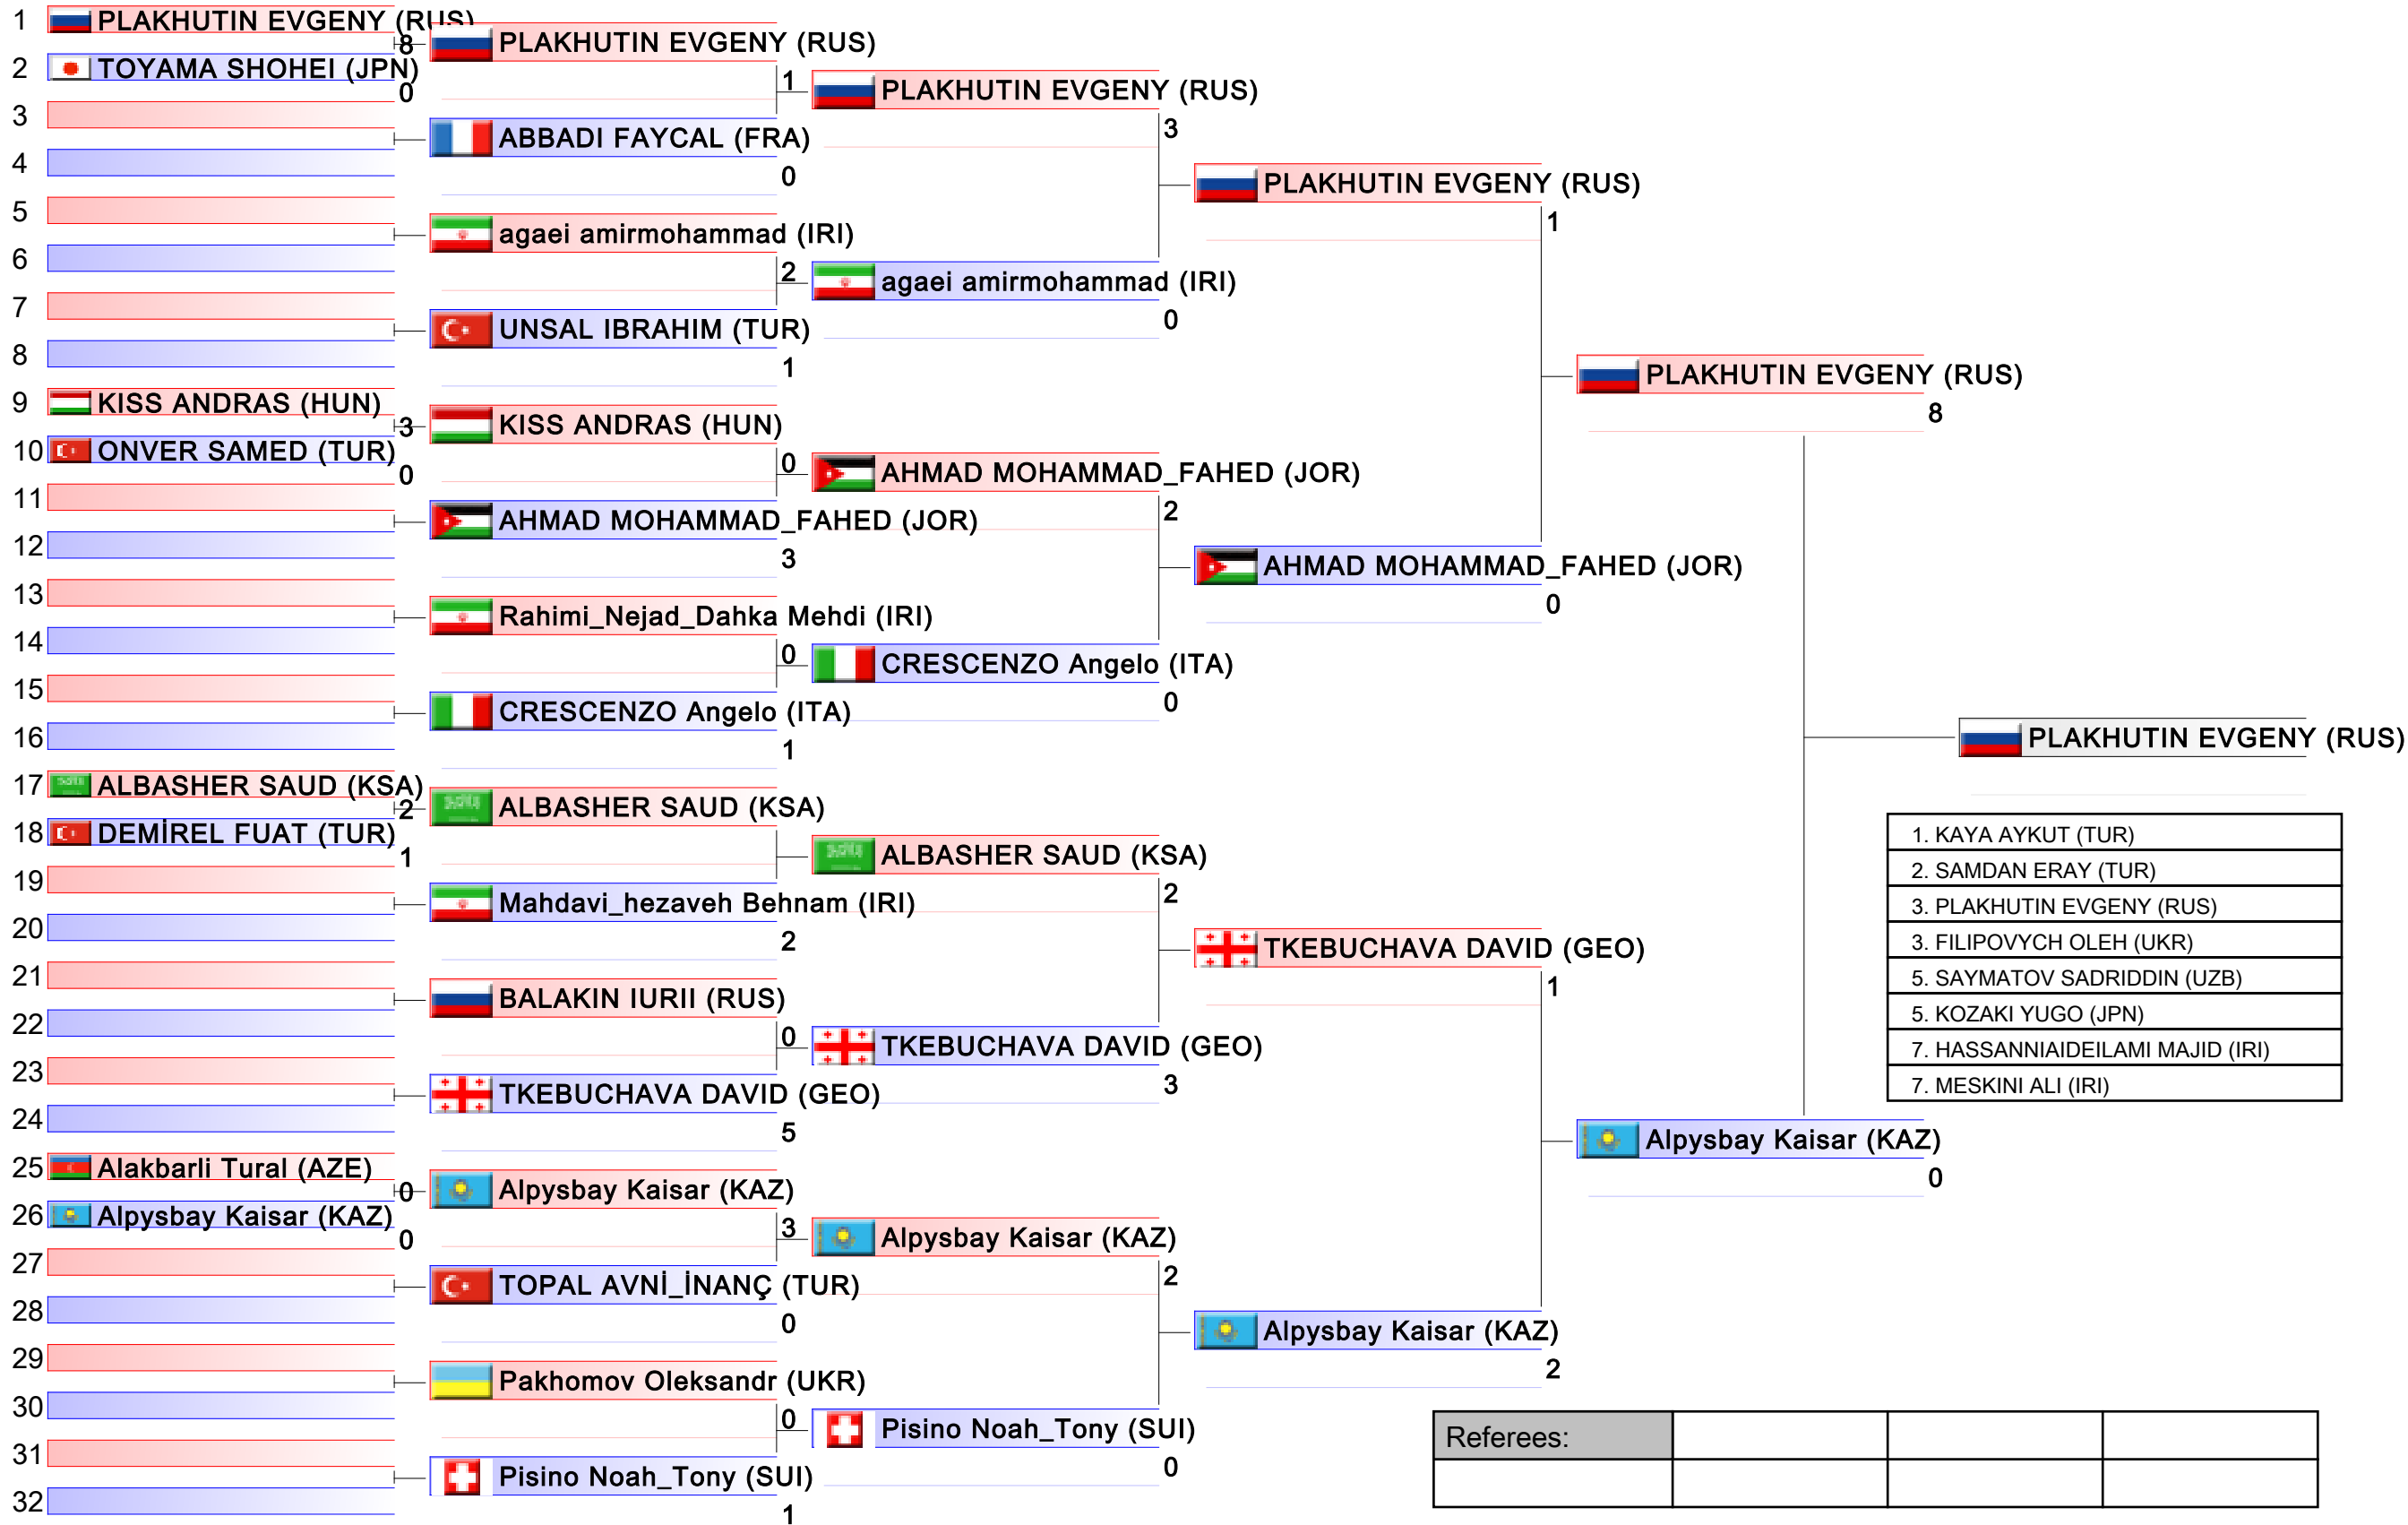 1 PLAKHUTIN EVGENY (RUS)
8
2 TOYAMA SHOHEI (JPN)
0
3
4
5
6
7
8
9 KISS ANDRAS (HUN)
3
10 ONVER SAMED (TUR)
0
11
12
13
14
15
16
17 ALBASHER SAUD (KSA)
2
18 DEMİREL FUAT (TUR)
1
19
20
21
22
23
24
25 Alakbarli Tural (AZE)
0
26 Alpysbay Kaisar (KAZ)
0
27
28
29
30
31
32
PLAKHUTIN EVGENY (RUS)
1
ABBADI FAYCAL (FRA)
0
agaei amirmohammad (IRI)
2
UNSAL IBRAHIM (TUR)
1
KISS ANDRAS (HUN)
0
AHMAD MOHAMMAD_FAHED (JOR)
3
Rahimi_Nejad_Dahka Mehdi (IRI)
0
CRESCENZO Angelo (ITA)
1
ALBASHER SAUD (KSA)
Mahdavi_hezaveh Behnam (IRI)
2
BALAKIN IURII (RUS)
0
TKEBUCHAVA DAVID (GEO)
5
Alpysbay Kaisar (KAZ)
3
TOPAL AVNİ_İNANÇ (TUR)
0
Pakhomov Oleksandr (UKR)
0
Pisino Noah_Tony (SUI)
1
PLAKHUTIN EVGENY (RUS)
3
agaei amirmohammad (IRI)
0
AHMAD MOHAMMAD_FAHED (JOR)
2
CRESCENZO Angelo (ITA)
0
ALBASHER SAUD (KSA)
2
TKEBUCHAVA DAVID (GEO)
3
Alpysbay Kaisar (KAZ)
2
Pisino Noah_Tony (SUI)
0
PLAKHUTIN EVGENY (RUS)
1
AHMAD MOHAMMAD_FAHED (JOR)
0
TKEBUCHAVA DAVID (GEO)
1
Alpysbay Kaisar (KAZ)
2
PLAKHUTIN EVGENY (RUS)
8
Alpysbay Kaisar (KAZ)
0
PLAKHUTIN EVGENY (RUS)
1. KAYA AYKUT (TUR)
2. SAMDAN ERAY (TUR)
3. PLAKHUTIN EVGENY (RUS)
3. FILIPOVYCH OLEH (UKR)
5. SAYMATOV SADRIDDIN (UZB)
5. KOZAKI YUGO (JPN)
7. HASSANNIAIDEILAMI MAJID (IRI)
7. MESKINI ALI (IRI)
Referees: